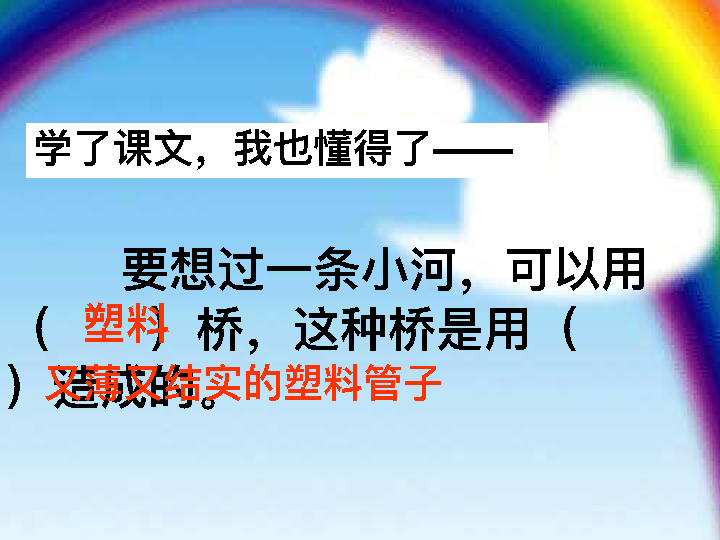 学了课文，我也懂得了——
要想过一条小河，可以用
（塑料）桥，这种桥是用（
）造成的。
又薄又结实的塑料管子